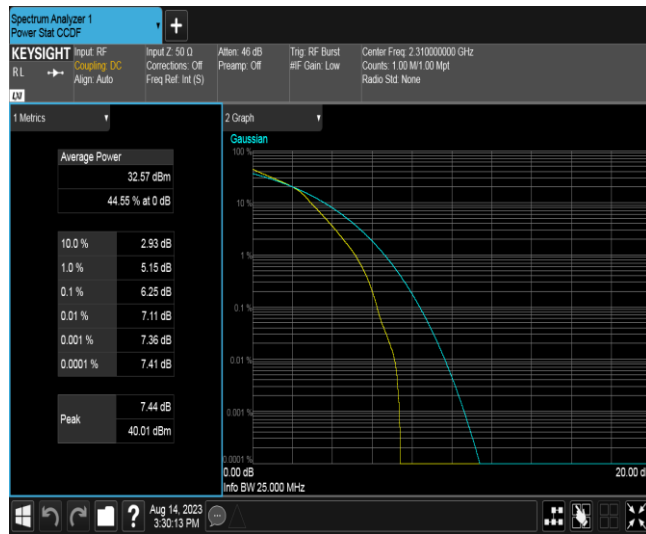 Spectrum Analyzer 1
Power Stat CCDF
+
KEYSIGHT
RL
LXI
Input: RF
Coupling: DC
Align: Auto
Input Z: 50 Ω
Corrections: Off
Freq Ref: Int (S)
Atten: 46 dB
Preamp: Off
Trig: RF Burst
#IF Gain: Low
Center Freq: 2.310000000 GHz
Counts: 1.00 M/1.00 Mpt
Radio Std: None
1 Metrics
Average Power
32.57 dBm
44.55 % at 0 dB
10.0 % 2.93 dB
1.0 % 5.15 dB
0.1 % 6.25 dB
0.01 % 7.11 dB
0.001 % 7.36 dB
0.0001 % 7.41 dB
Peak
7.44 dB
40.01 dBm
2 Graph
Gaussian
100 %
10 %
1 %
0.1 %
0.01 %
0.001 %
0.0001 %
0.00 dB
20.00 d
Info BW 25.000 MHz
?
Aug 14, 2023
3:30:13 PM